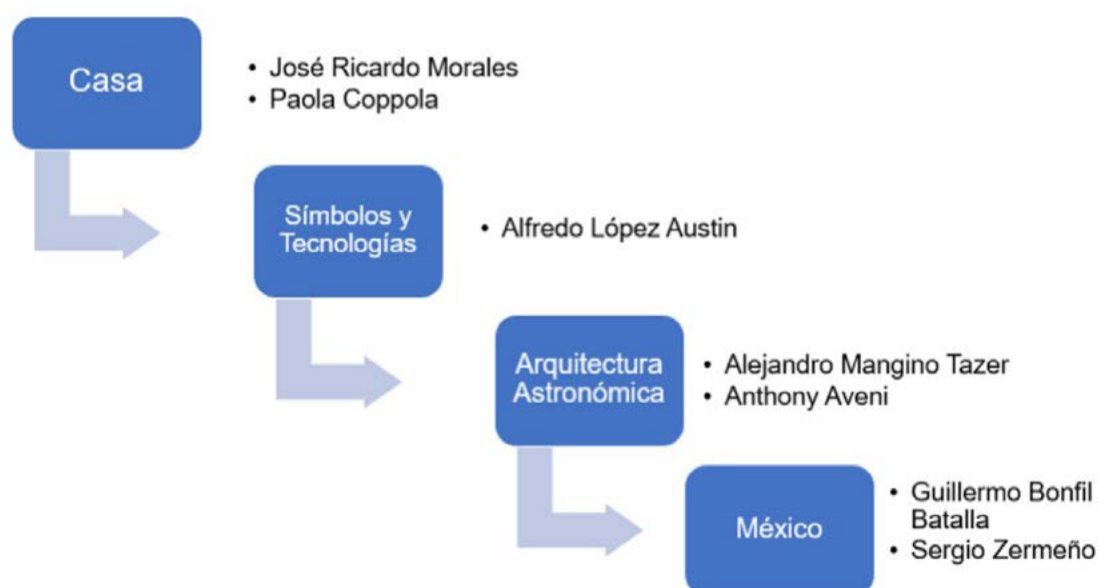 Casa
• José Ricardo Morales
• Paola Coppola
Símbolos y
Tecnologías
• Alfredo López Austin
Arquitectura
Astronómica
• Alejandro Mangino Tazer
• Anthony Aveni
México
• Guillermo Bonfil
Batalla
• Sergio Zermeño